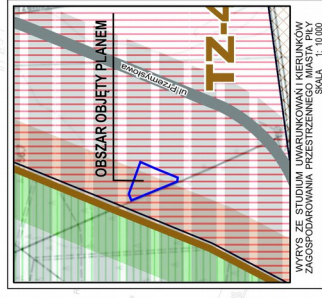 OBSZAR OBJĘTY PLANEM
ul. Przemysłowa
TZ-4
WYRYS ZE STUDIUM UWARUNKOWAŃ I KIERUNKÓW
ZAGOSPODAROWANIA PRZESTRZENNEGO MIASTA PIŁY
SKALA 1: 10 000